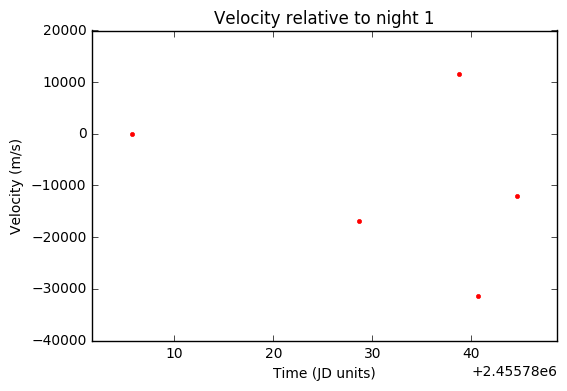 Velocity relative to night 1
20000
10000
0
−10000
−20000
−30000
−40000
Velocity (m/s)
10 20 30 40
Time (JD units)
+2.45578e6